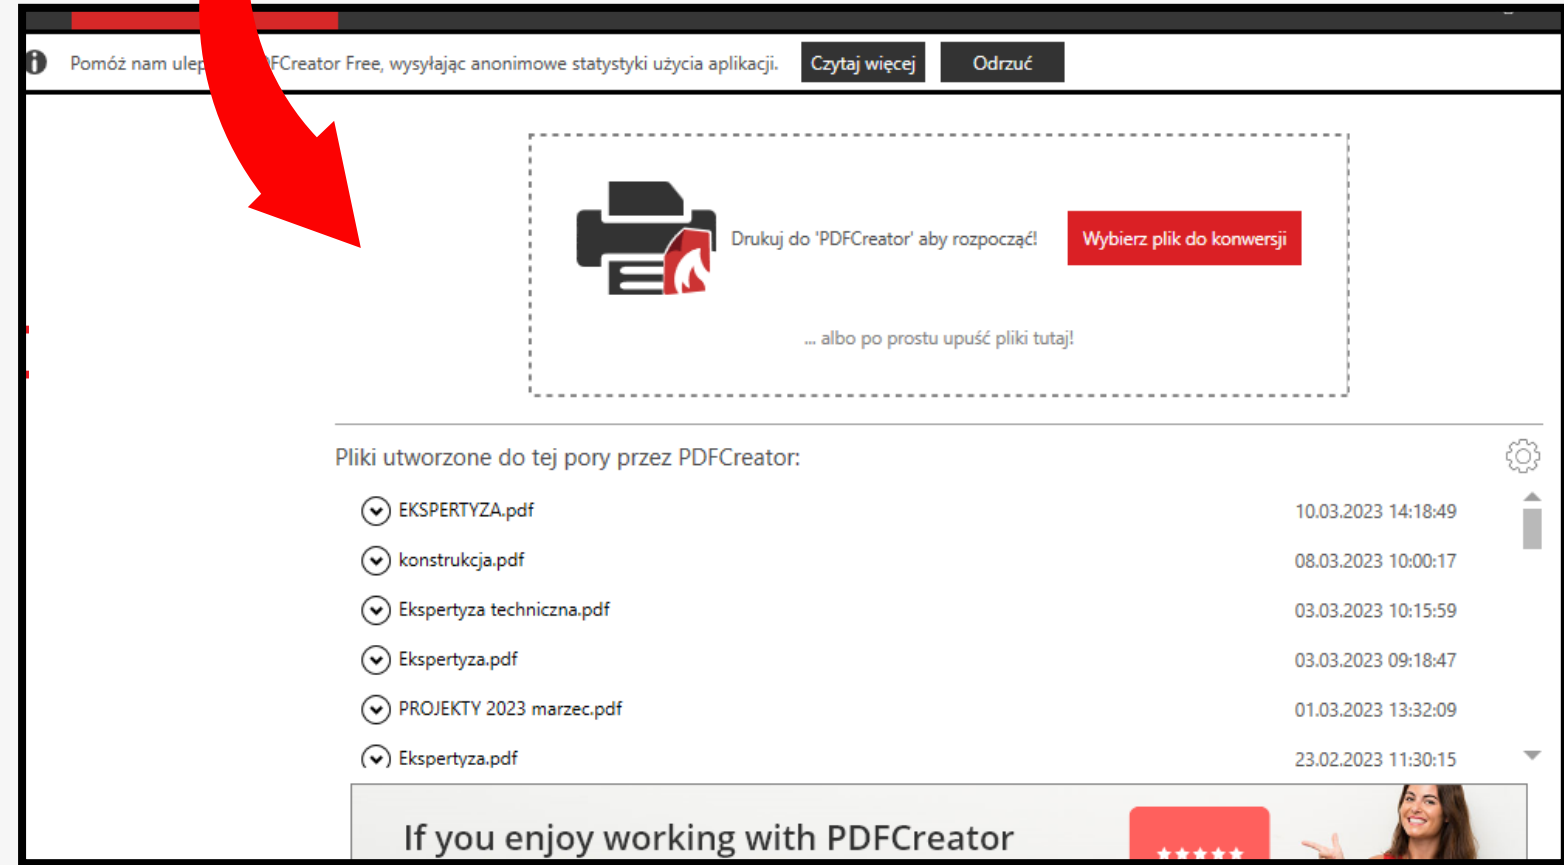 Pomóż nam FCreator Free, wysyłając anonimowe statystyki użycia aplikacji. Czytaj więcej Odrzuć
Drukuj do 'PDFCreator' aby rozpocząć! Wybierz plik do konwersji
... albo po prostu upuść pliki tutaj!
Pliki utworzone do tej pory przez PDFCreator:
EKSPERTYZA.pdf 10.03.2023 14:18:49
konstrukcja.pdf 08.03.2023 10:00:17
Ekspertyza techniczna.pdf 03.03.2023 10:15:59
Ekspertyza.pdf 03.03.2023 09:18:47
PROJEKTY 2023 marzec.pdf 01.03.2023 13:32:09
Ekspertyza.pdf 23.02.2023 11:30:15
If you enjoy working with PDFCreator